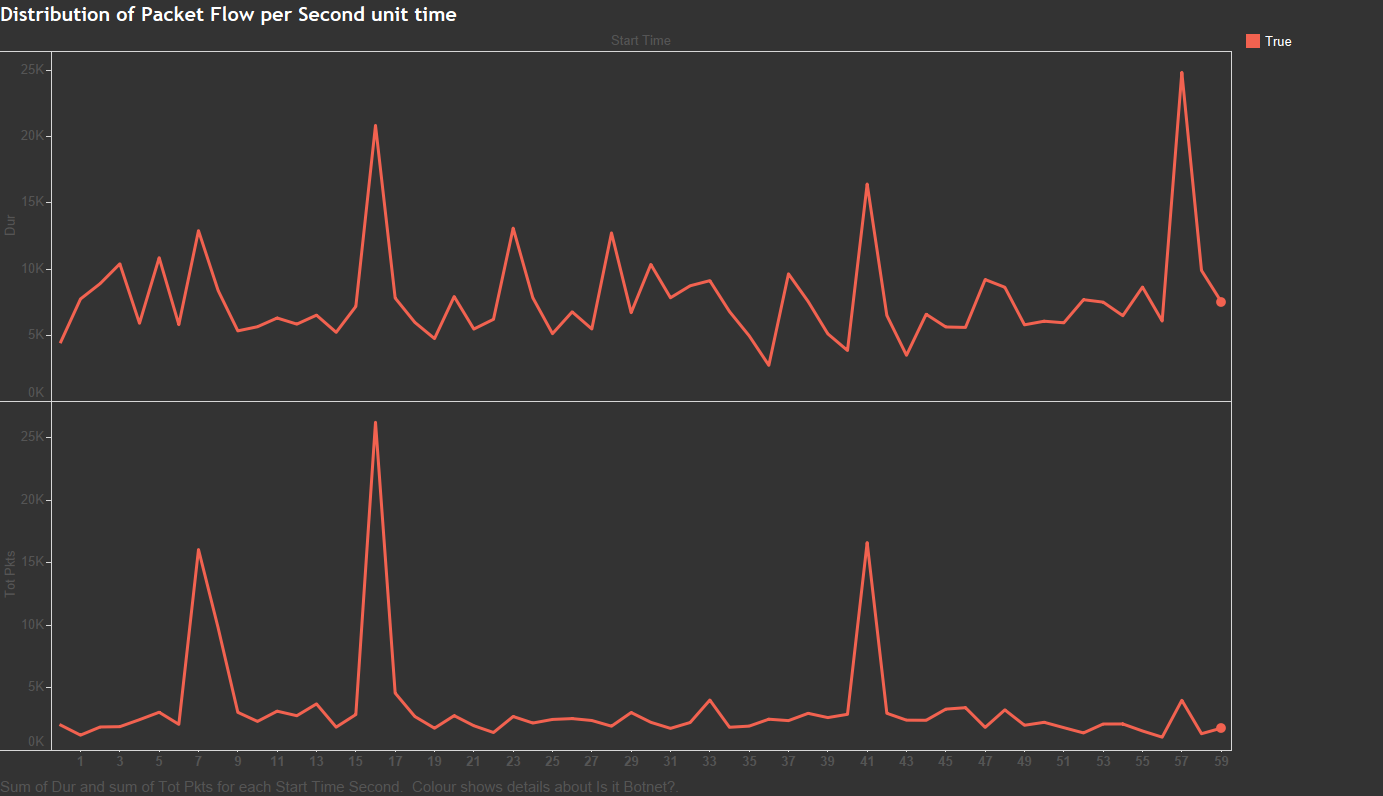 Distribution of Packet Flow per Second unit time
Start Time
True
25K
20K
15K
10K
5K
0K
Dur
25K
20K
15K
10K
5K
0K
Tot Pkts
1 3 5 7 9 11 13 15 17 19 21 23 25 27 29 31 33 35 37 39 41 43 45 47 49 51 53 55 57 59
Sum of Dur and sum of Tot Pkts for each Start Time Second.  Colour shows details about Is it Botnet?.